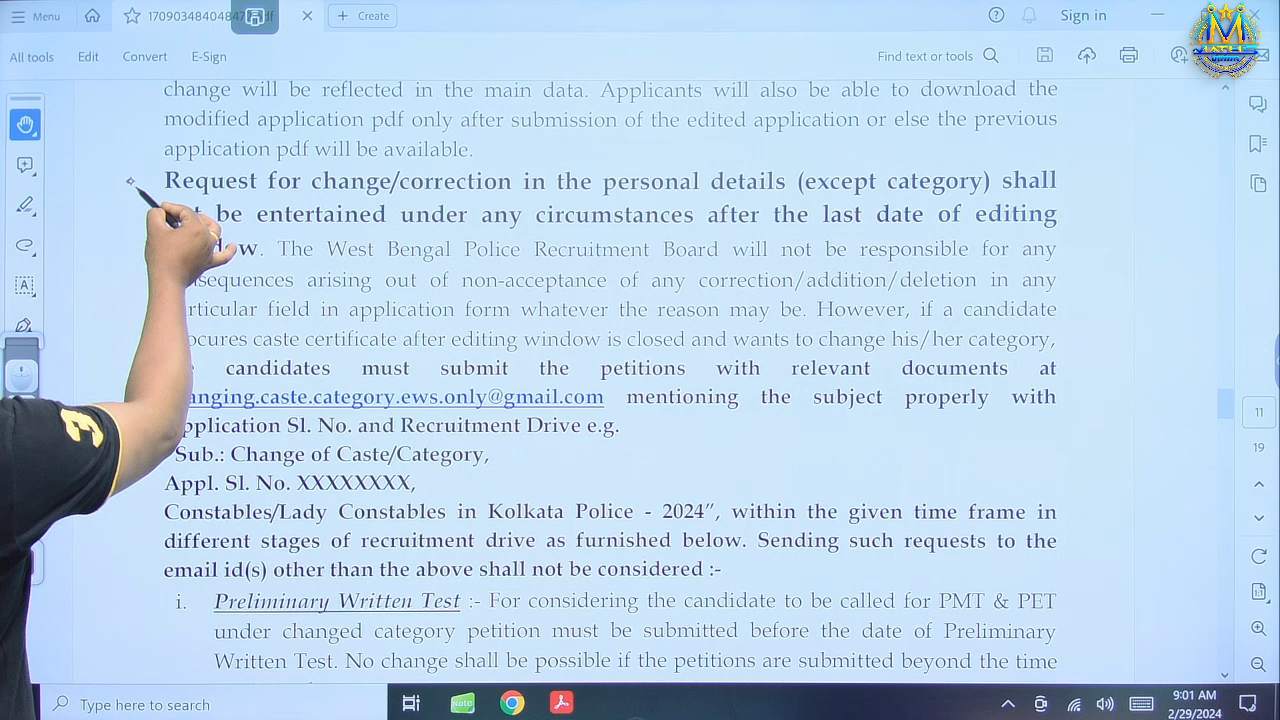 Menu
17090348404847
df
Create
Sign in
All tools
Edit
Convert
E-Sign
Find text or tools
change will be reflected in the main data. Applicants will also be able to download the
modified application pdf only after submission of the edited application or else the previous
application pdf will be available.
Request for change/correction in the personal details (except category) shall
be entertained under any circumstances after the last date of editing
. The West Bengal Police Recruitment Board will not be responsible for any
nsequences arising out of non-acceptance of any correction/addition/deletion in any
articular field in application form whatever the reason may be. However, if a candidate
ocures caste certificate after editing window is closed and wants to change his/her category,
candidates must submit the petitions with relevant documents at
anging.caste.category.ews.only@gmail.com mentioning the subject properly with
pplication Sl. No. and Recruitment Drive e.g.
Sub.: Change of Caste/Category,
Appl. Sl. No. XXXXXXXX,
Constables/Lady Constables in Kolkata Police - 2024”, within the given time frame in
different stages of recruitment drive as furnished below. Sending such requests to the
email id(s) other than the above shall not be considered :-
i. Preliminary Written Test :- For considering the candidate to be called for PMT & PET
under changed category petition must be submitted before the date of Preliminary
Written Test. No change shall be possible if the petitions are submitted beyond the time
11
19
Type here to search
Note
9:01 AM
2/29/2024
M
3